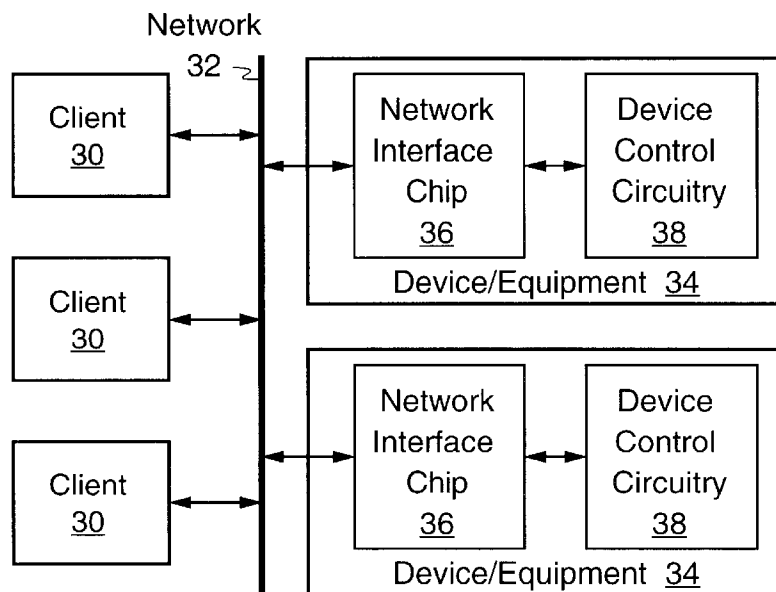 Network
32
Client
30
Client
30
Client
30
Network
Interface
Chip
36
Device
Control
Circuitry
38
Device/Equipment 34
Network
Interface
Chip
36
Device
Control
Circuitry
38
Device/Equipment 34